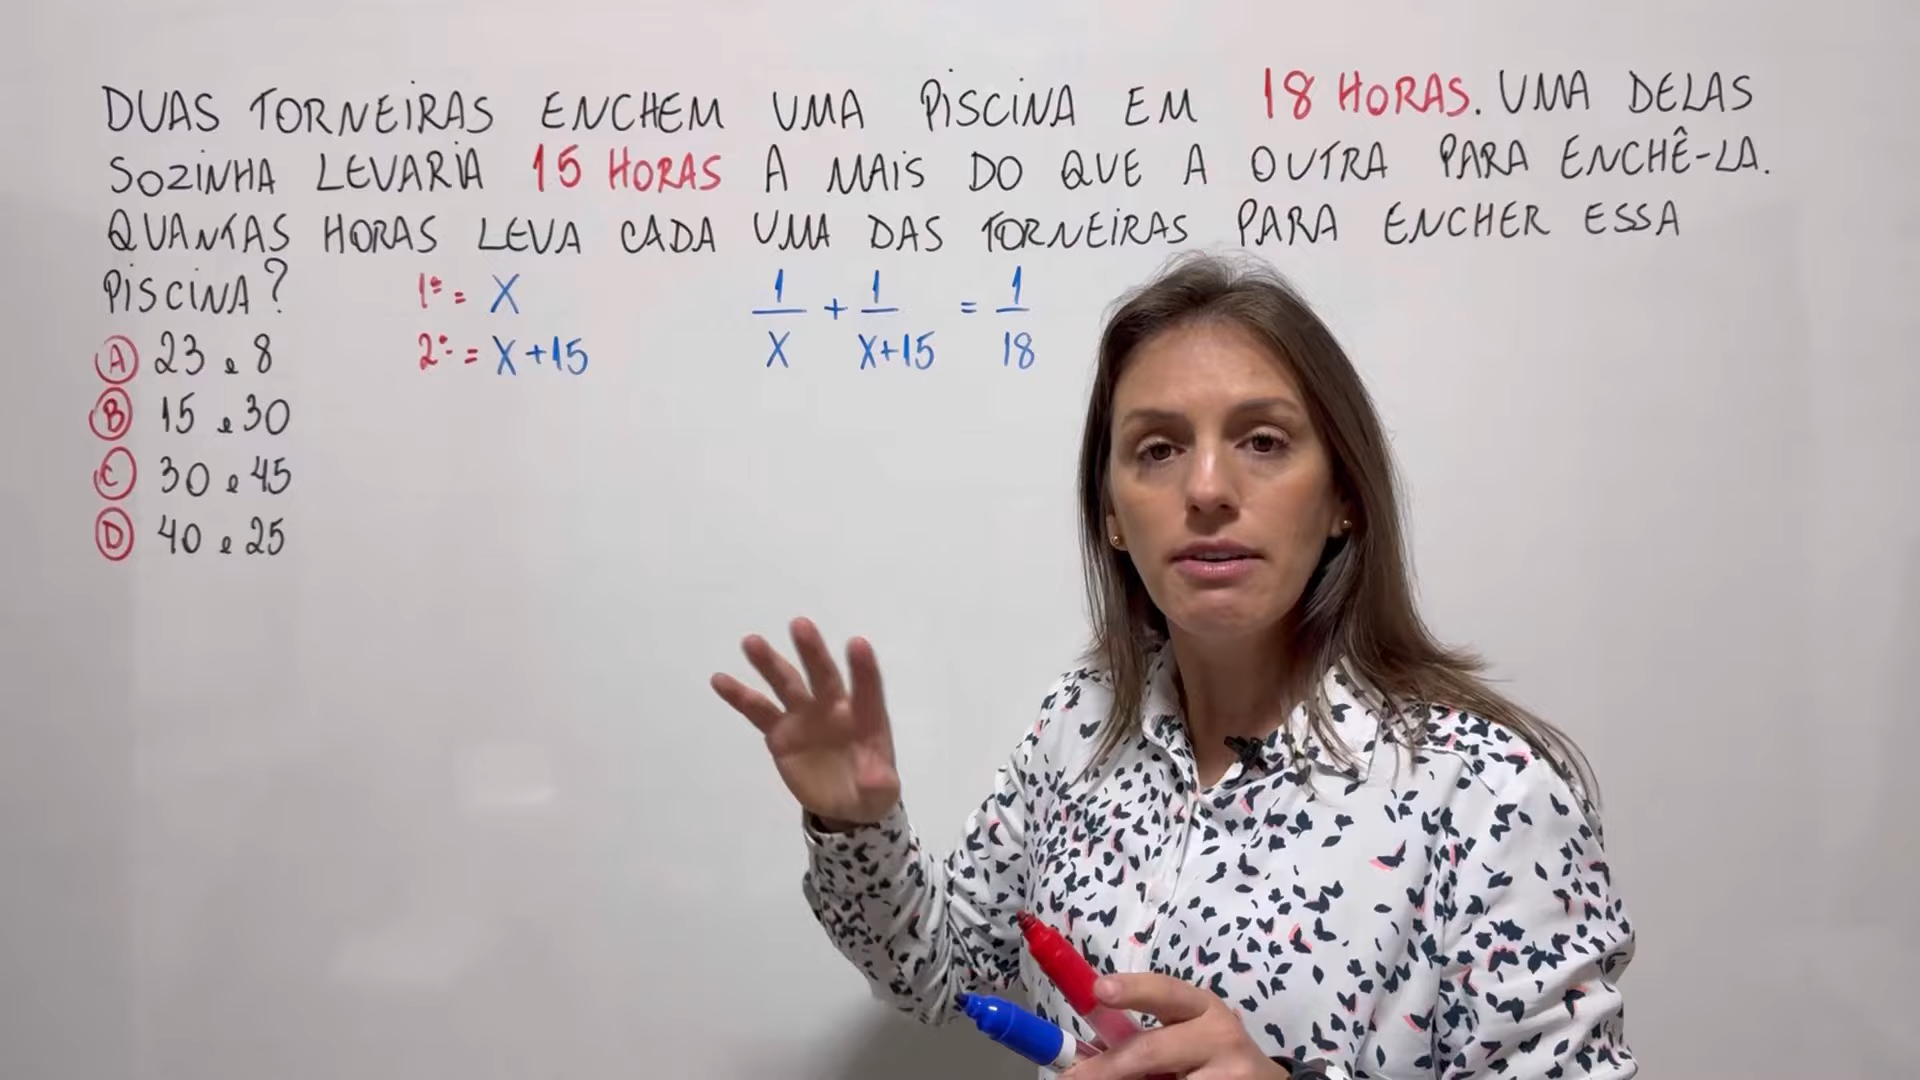 DUAS TORNEIRAS ENCHEM UMA PISCINA EM 18 HORAS. UMA DELAS
SOZINHA LEVARIA 15 HORAS A MAIS DO QUE A OUTRA PARA ENCHÊ-LA.
QUANTAS HORAS LEVA CADA UMA DAS TORNEIRAS PARA ENCHER ESSA
PISCINA?
1ª = X
2ª = X+15
1/X + 1/X+15 = 1/18
A 23 e 8
B 15 e 30
C 30 e 45
D 40 e 25